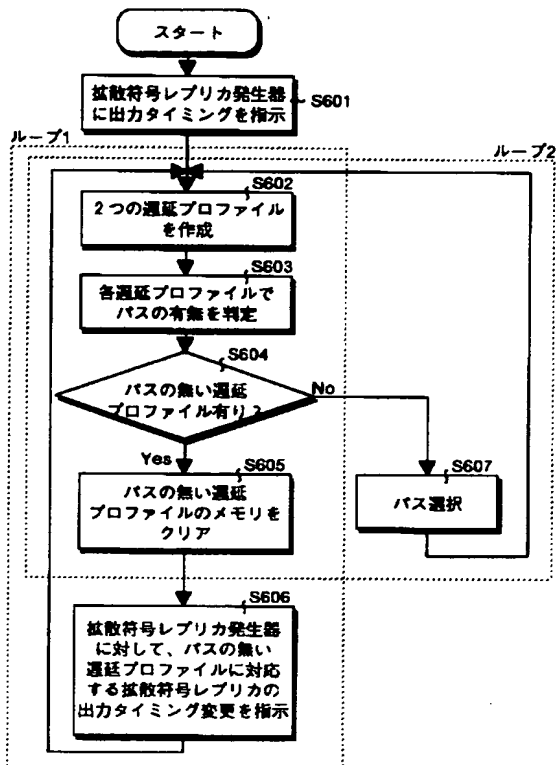 スタート
拡散符号レプリカ発生器
に出力タイミングを指示
S601
ループ1
ループ2
S602
2つの遅延プロファイル
を作成
S603
各遅延プロファイルで
パスの有無を判定
S604
パスの無い遅延
プロファイル有り?
No
Yes
S605
パスの無い遅延
プロファイルのメモリを
クリア
S607
パス選択
S606
拡散符号レプリカ発生器
に対して、パスの無い
遅延プロファイルに対応
する拡散符号レプリカの
出力タイミング変更を指示